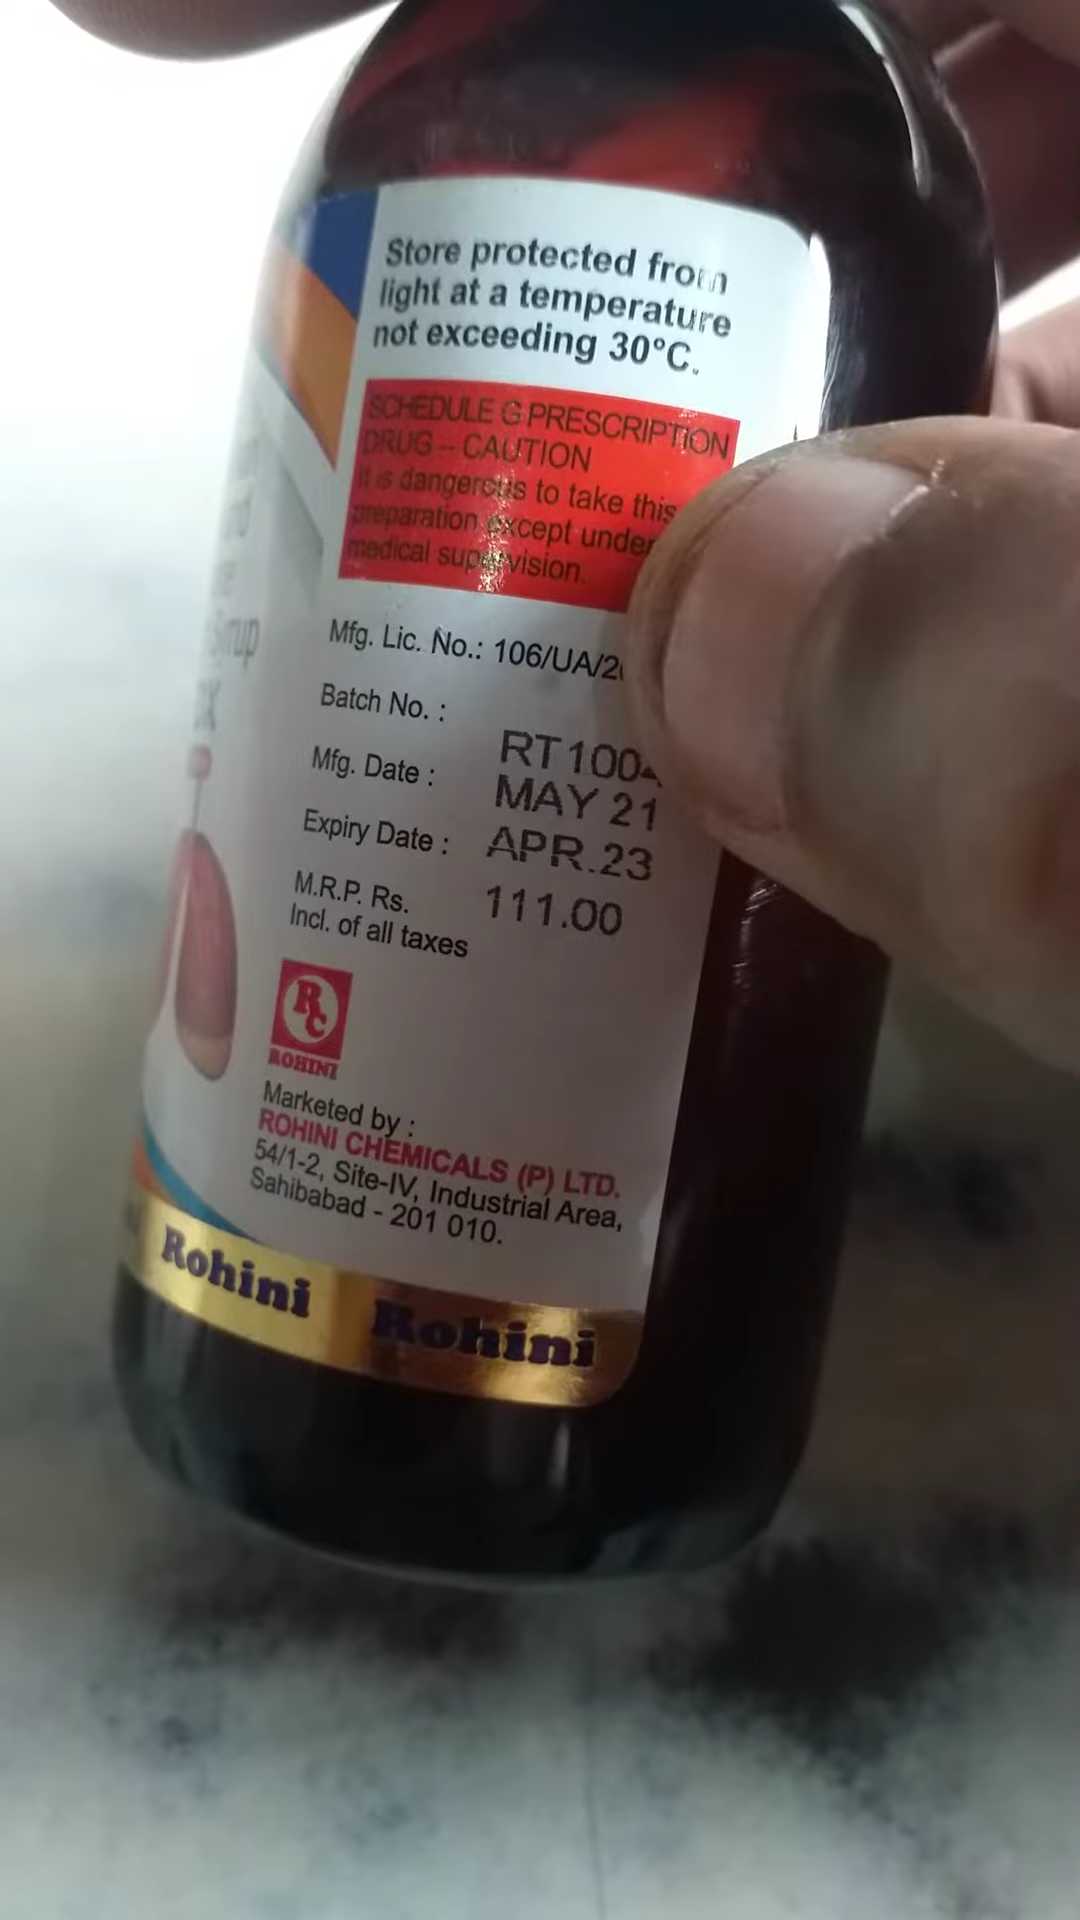 Store protected from
light at a temperature
not exceeding 30°C.
SCHEDULE G PRESCRIPTION
DRUG – CAUTION
It is dangerous to take this
preparation except under
medical supervision.
Mfg. Lic. No.: 106/UA/2
Batch No. : RT1004
Mfg. Date : MAY 21
Expiry Date : APR.23
M.R.P. Rs. 111.00
Incl. of all taxes
RC
ROHINI
Marketed by :
ROHINI CHEMICALS (P) LTD.
54/1-2, Site-IV, Industrial Area,
Sahibabad - 201 010.
Rohini Rohini
Syrup